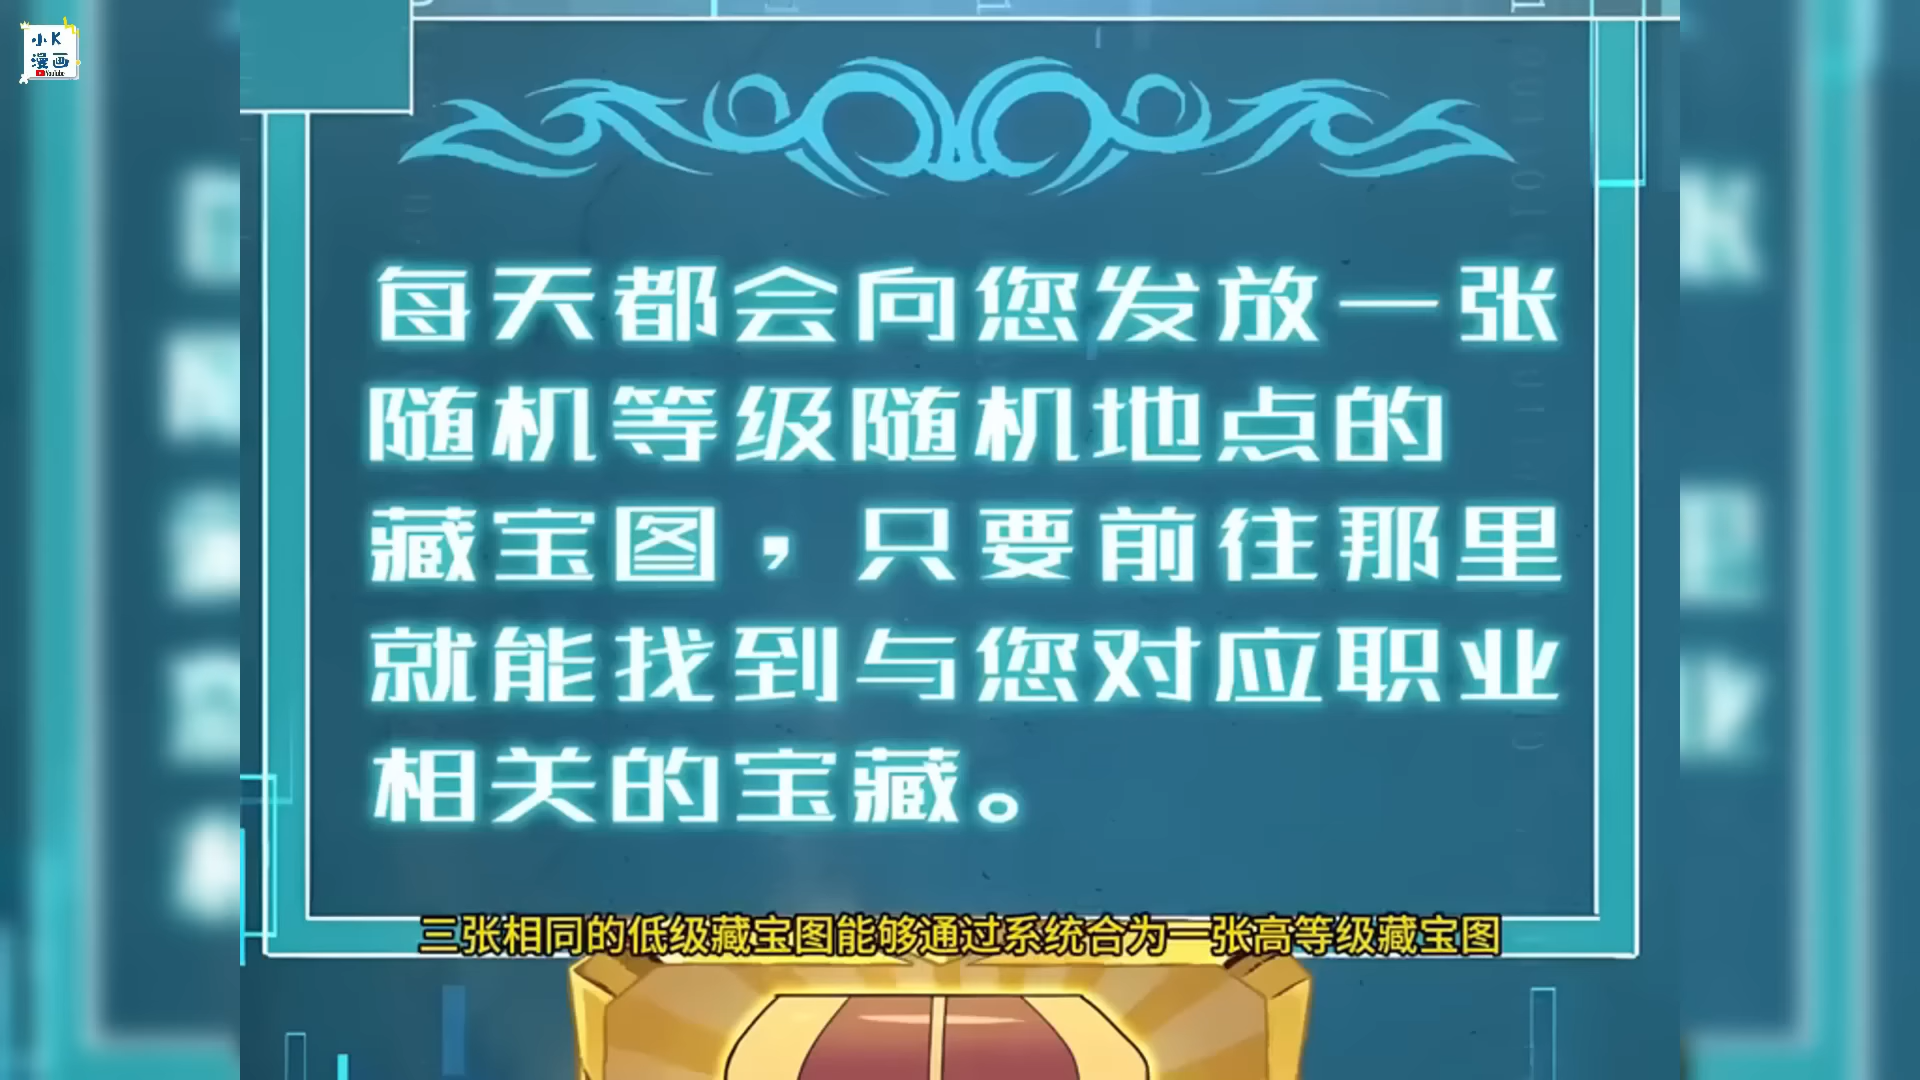 小K
漫画
YouTube
每天都会向您发放一张
随机等级随机地点的
藏宝图，只要前往那里
就能找到与您对应职业
相关的宝藏。
三张相同的低级藏宝图能够通过系统合为一张高等级藏宝图